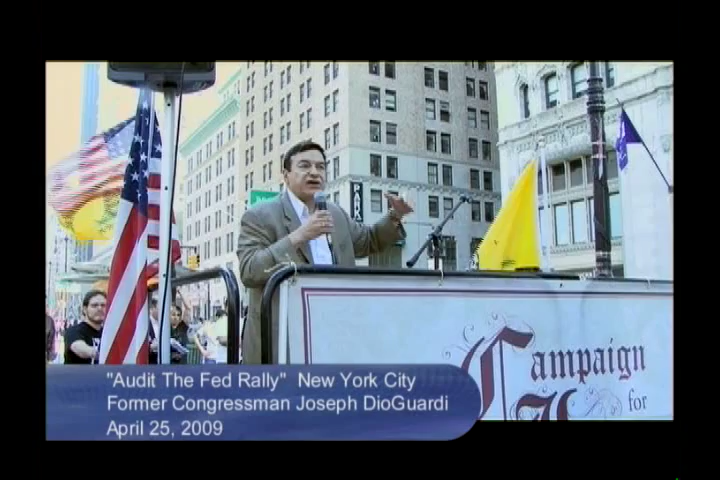 PARK
Campaign
for
"Audit The Fed Rally" New York City
Former Congressman Joseph DioGuardi
April 25, 2009